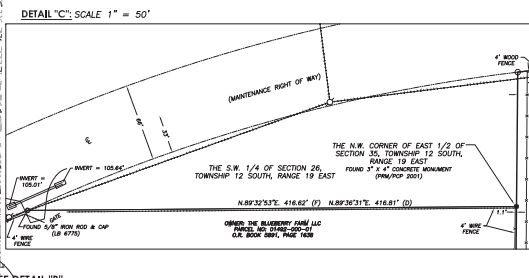 DETAIL "C": SCALE 1" = 50'
4' WOOD
FENCE
(MAINTENANCE RIGHT OF WAY)
66'
33'
THE N.W. CORNER OF EAST 1/2 OF
SECTION 35, TOWNSHIP 12 SOUTH,
RANGE 19 EAST
FOUND 3" X 4" CONCRETE MONUMENT
(PRM/PCP 2001)
THE S.W. 1/4 OF SECTION 26,
TOWNSHIP 12 SOUTH, RANGE 19 EAST
INVERT = 105.64'
INVERT =
105.01'
N.89°32'53"E. 416.62' (F) N.89°36'31"E. 416.81' (D)
1.1'
GATE
FOUND 5/8" IRON ROD & CAP
(LB 6775)
4' WIRE
FENCE
OWNER: THE BLUEBERRY FARM LLC
PARCEL NO: 01492-000-01
O.R. BOOK 5891, PAGE 1638
4' WIRE
FENCE